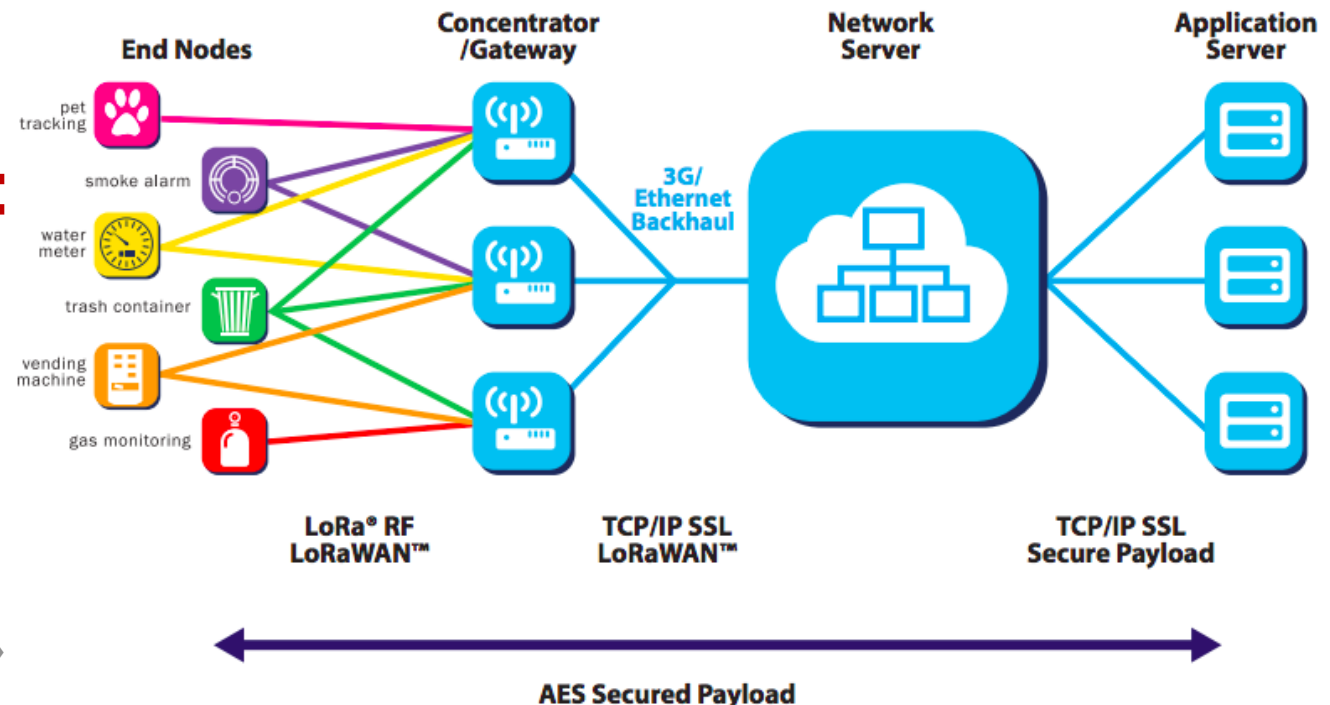 End Nodes
Concentrator
/Gateway
Network
Server
Application
Server
pet
tracking
smoke alarm
water
meter
trash container
vending
machine
gas monitoring
3G/
Ethernet
Backhaul
LoRa® RF
LoRaWAN™
TCP/IP SSL
LoRaWAN™
TCP/IP SSL
Secure Payload
AES Secured Payload